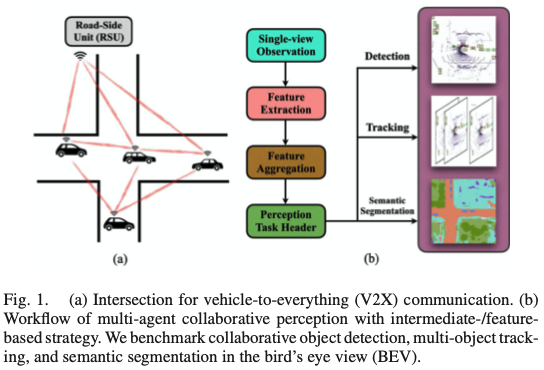 Road-Side
Unit (RSU)
(a)
Single-view
Observation
Feature
Extraction
Feature
Aggregation
Perception
Task Header
Detection
Tracking
Semantic
Segmentation
(b)
Fig. 1. (a) Intersection for vehicle-to-everything (V2X) communication. (b)
Workflow of multi-agent collaborative perception with intermediate-/feature-
based strategy. We benchmark collaborative object detection, multi-object track-
ing, and semantic segmentation in the bird's eye view (BEV).